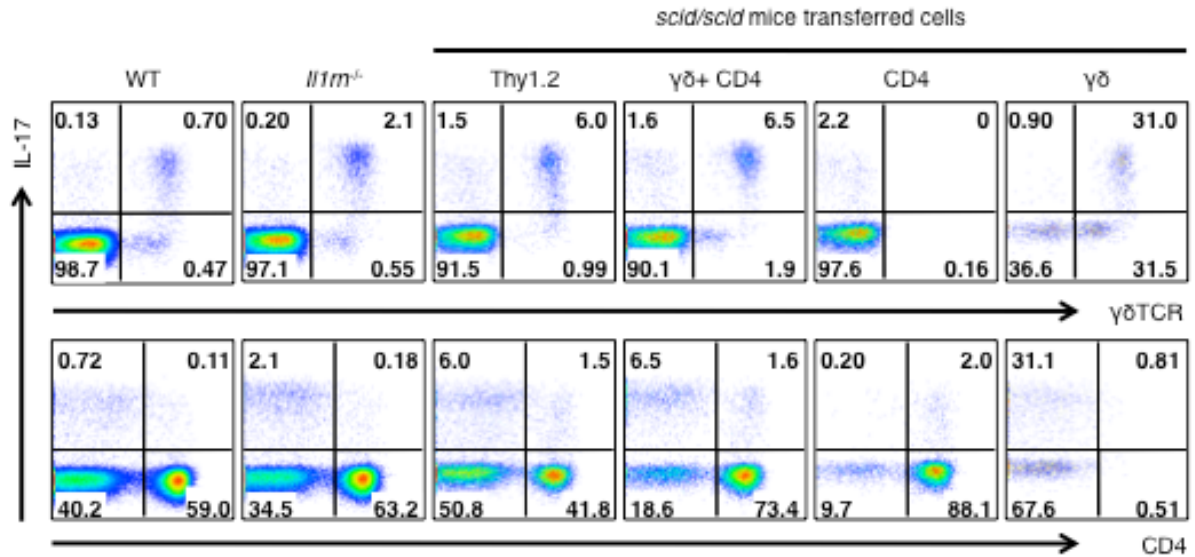 scid/scid mice transferred cells
WT Il1rn-/- Thy1.2 γδ+ CD4 CD4 γδ
IL-17
0.13 0.70 0.20 2.1 1.5 6.0 1.6 6.5 2.2 0 0.90 31.0
98.7 0.47 97.1 0.55 91.5 0.99 90.1 1.9 97.6 0.16 36.6 31.5
γδTCR
0.72 0.11 2.1 0.18 6.0 1.5 6.5 1.6 0.20 2.0 31.1 0.81
40.2 59.0 34.5 63.2 50.8 41.8 18.6 73.4 9.7 88.1 67.6 0.51
CD4